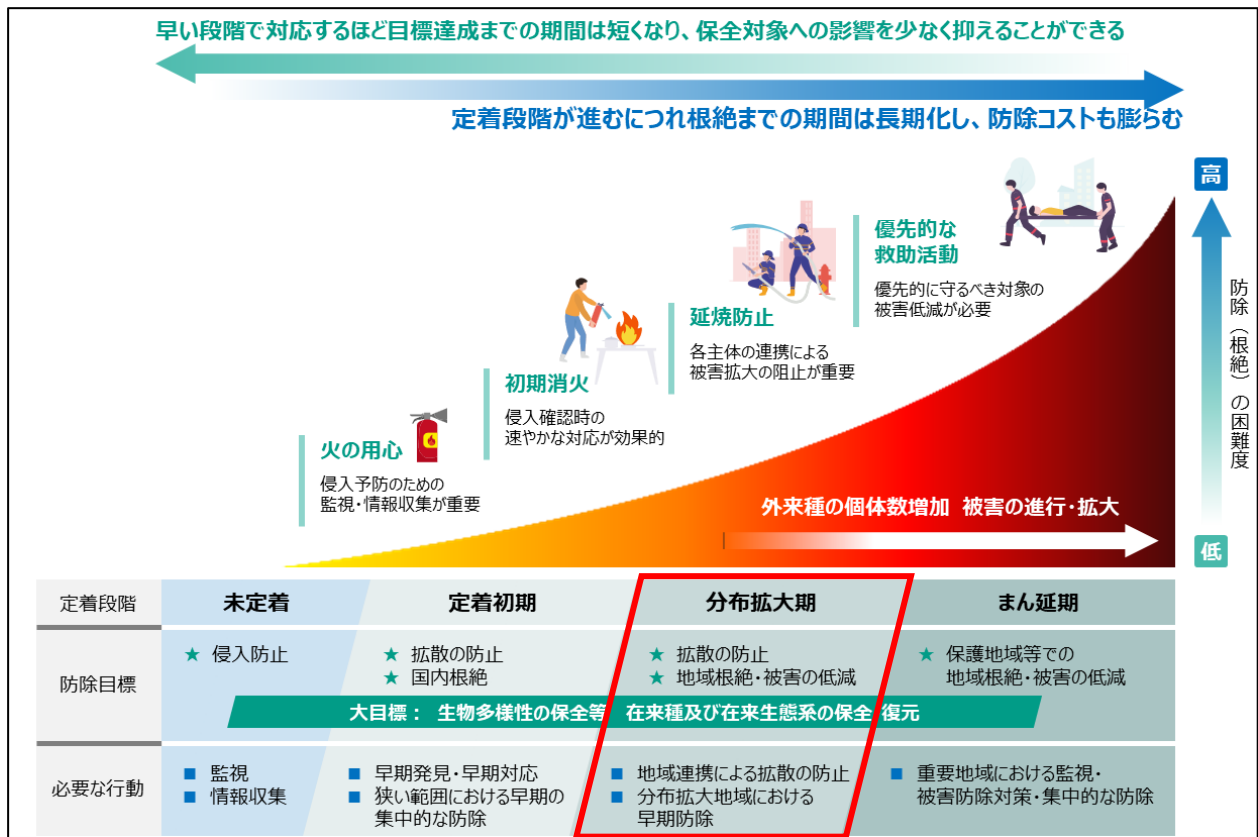 早い段階で対応するほど目標達成までの期間は短くなり、保全対象への影響を少なく抑えることができる
定着段階が進むにつれ根絶までの期間は長期化し、防除コストも膨らむ
高
優先的な
救助活動
優先的に守るべき対象の
被害低減が必要
延焼防止
各主体の連携による
被害拡大の阻止が重要
初期消火
侵入確認時の
速やかな対応が効果的
火の用心
侵入予防のための
監視・情報収集が重要
防除（根絶）の困難度
外来種の個体数増加 被害の進行・拡大
低
定着段階
未定着
定着初期
分布拡大期
まん延期
防除目標
★ 侵入防止
★ 拡散の防止
★ 国内根絶
★ 拡散の防止
★ 地域根絶・被害の低減
★ 保護地域等での
地域根絶・被害の低減
大目標： 生物多様性の保全等 在来種及び在来生態系の保全 復元
必要な行動
■ 監視
■ 情報収集
■ 早期発見・早期対応
■ 狭い範囲における早期の
集中的な防除
■ 地域連携による拡散の防止
■ 分布拡大地域における
早期防除
■ 重要地域における監視・
被害防除対策・集中的な防除